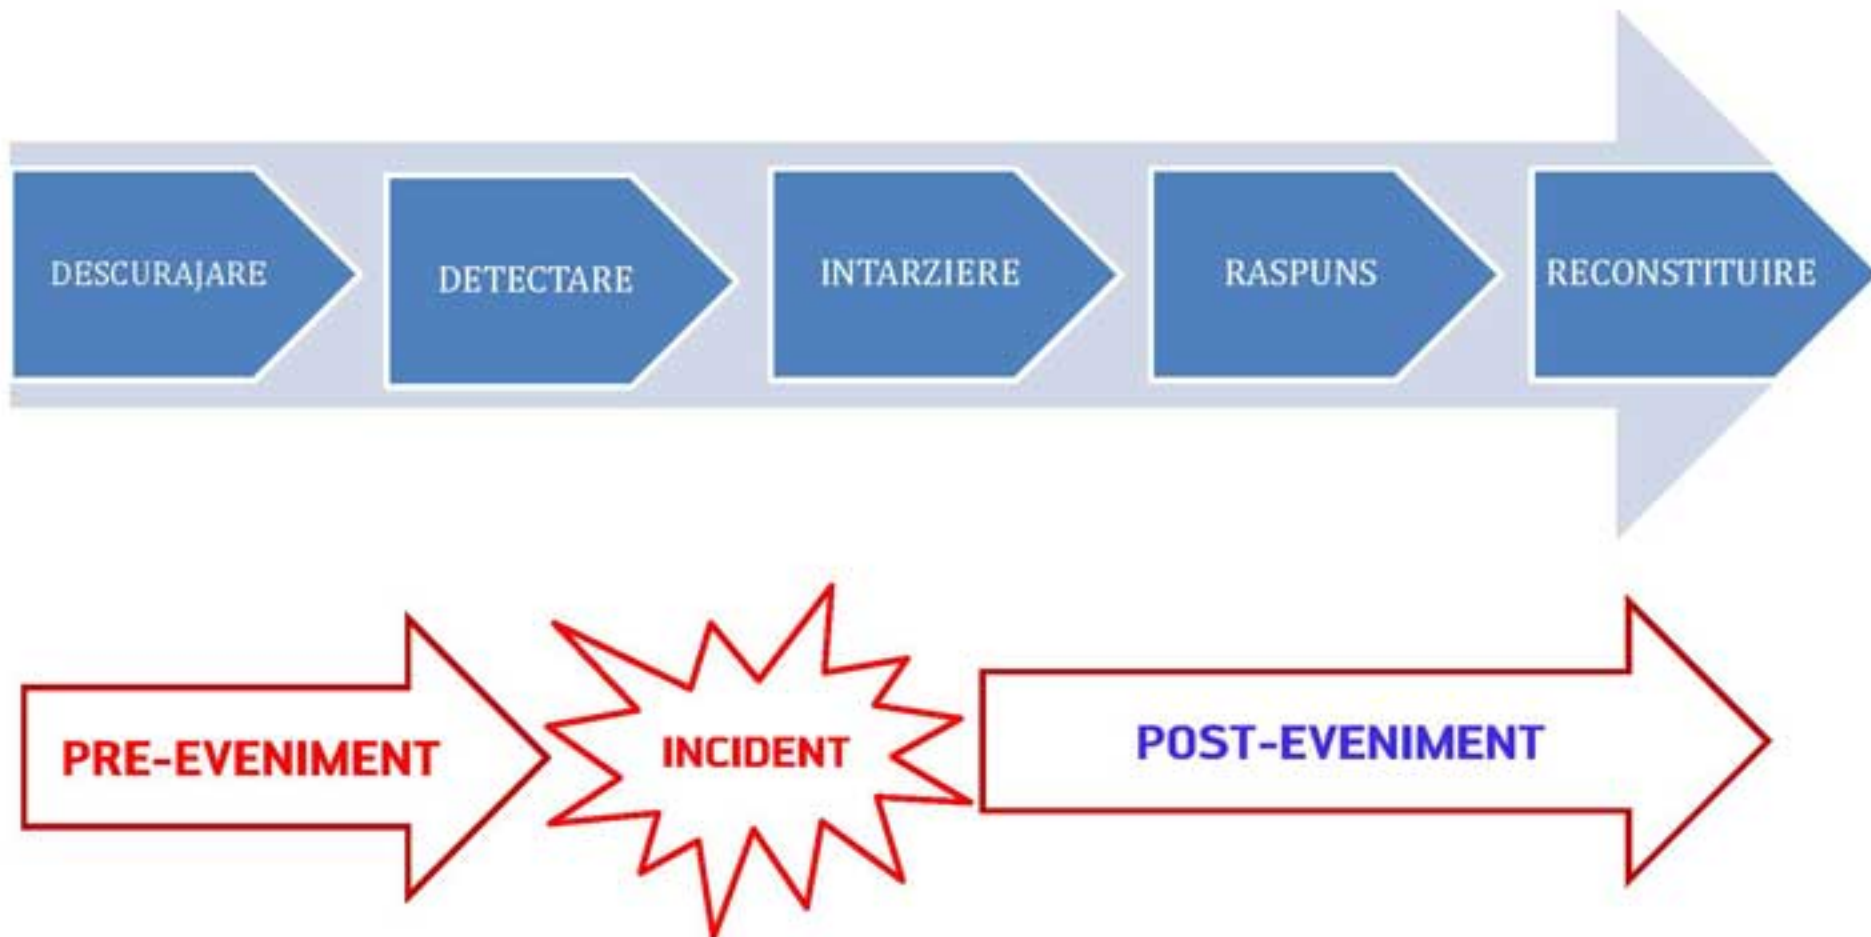 DESCURAJARE
DETECTARE
INTARZIERE
RASPUNS
RECONSTITUIRE
PRE-EVENIMENT
INCIDENT
POST-EVENIMENT